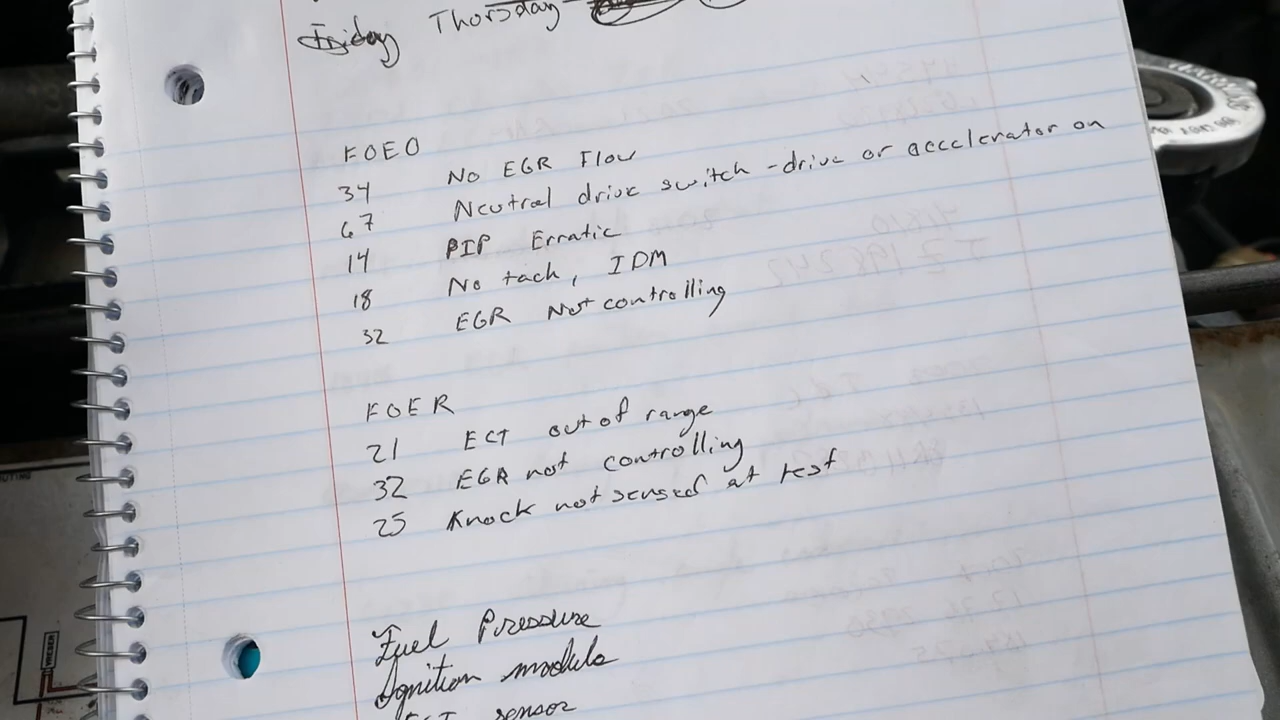 Friday Thorsday
FOEO
34 No EGR Flow
67 Neutral drive switch - drive or accelerator on
14 PIP Erratic
18 No tach, IDM
32 EGR Not controlling
FOER
21 ECT out of range
32 EGR not controlling
25 Knock not sensed at test
Fuel Pressure
Ignition module
sensor